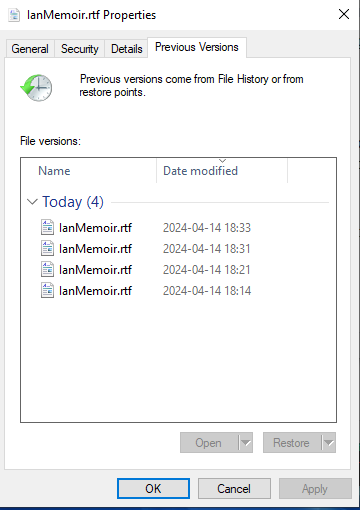 IanMemoir.rtf Properties
General Security Details Previous Versions
Previous versions come from File History or from
restore points.
File versions:
Name Date modified
Today (4)
IanMemoir.rtf 2024-04-14 18:33
IanMemoir.rtf 2024-04-14 18:31
IanMemoir.rtf 2024-04-14 18:21
IanMemoir.rtf 2024-04-14 18:14
Open Restore
OK Cancel Apply